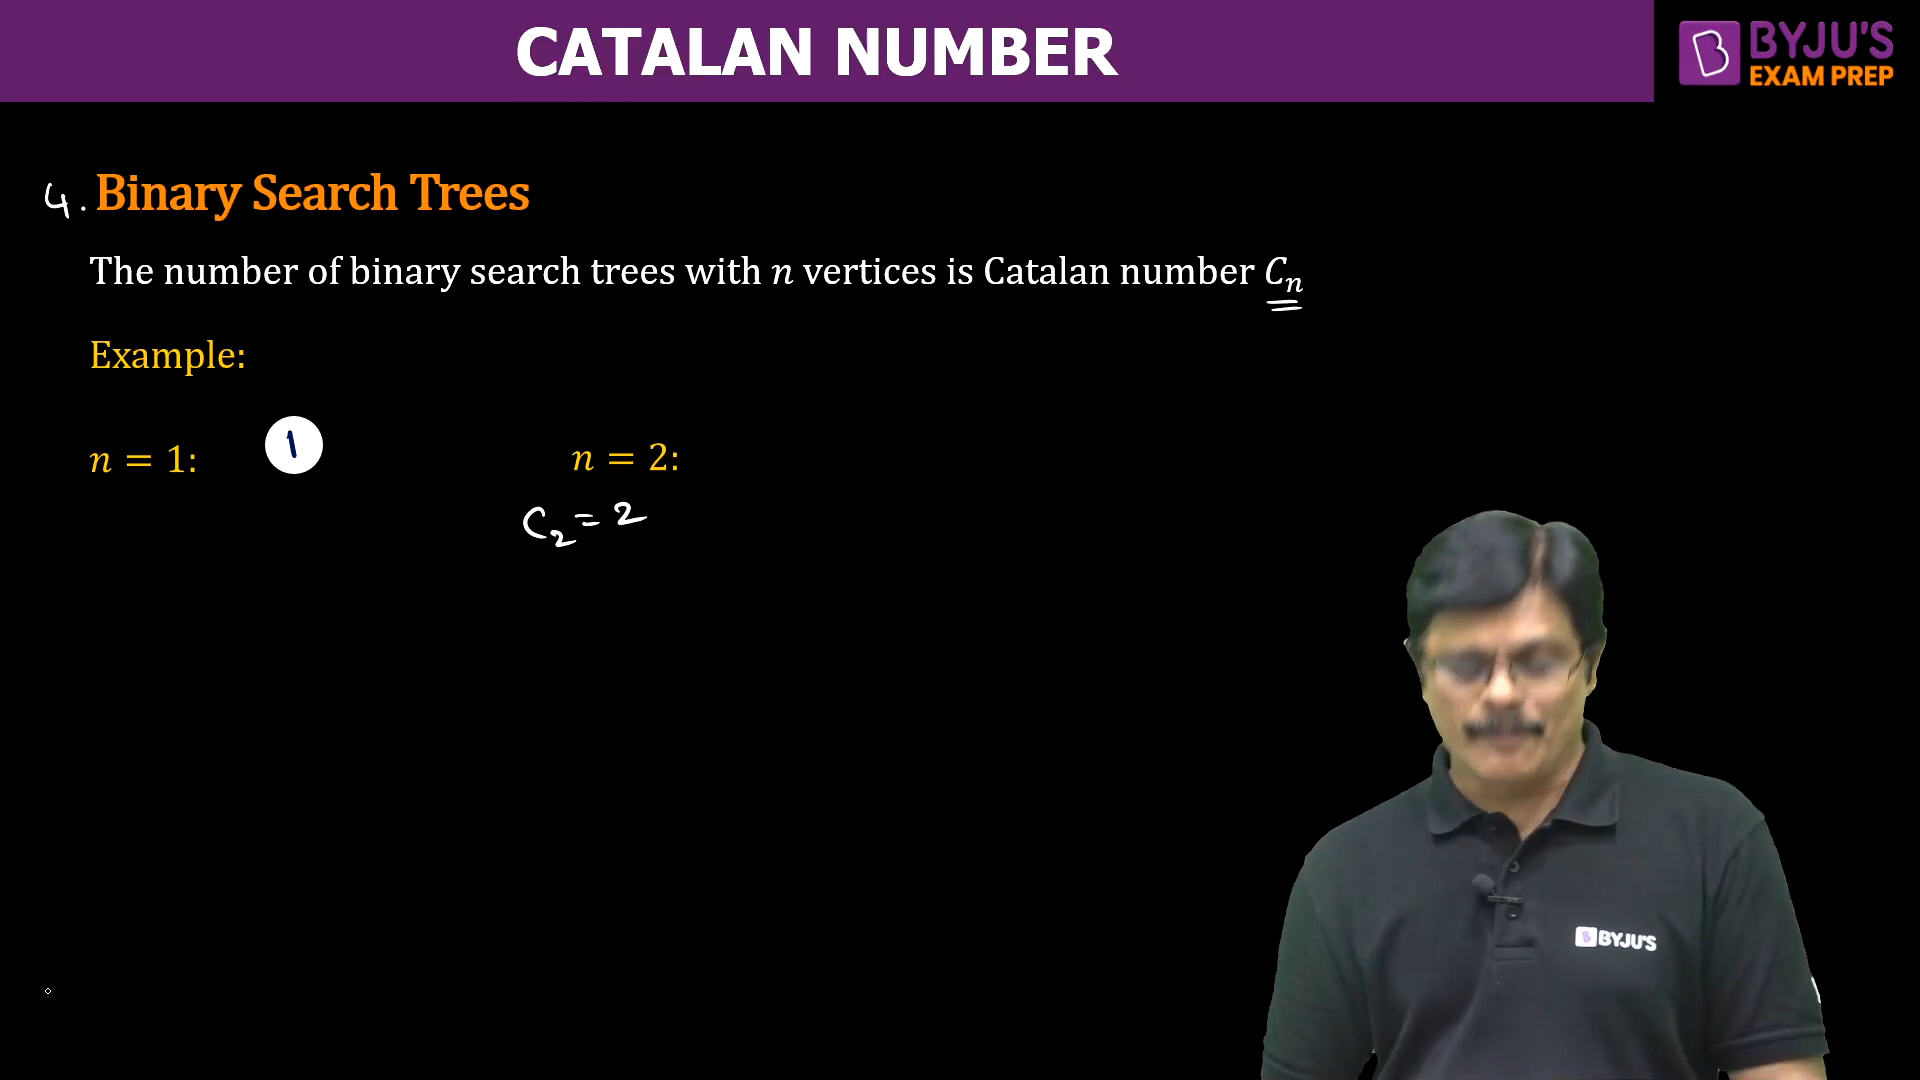 CATALAN NUMBER
BYJU'S
EXAM PREP
4. Binary Search Trees
The number of binary search trees with n vertices is Catalan number Cₙ
Example:
n = 1: 1
n = 2:
C₂ = 2
BYJU'S